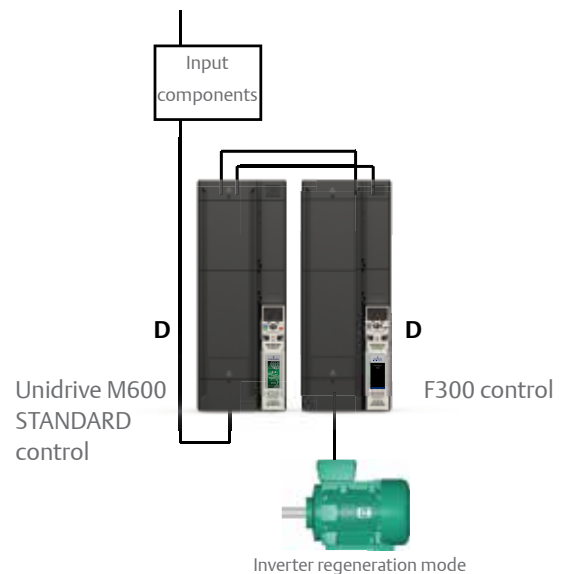 Input
components
D
D
Unidrive M600
STANDARD
control
F300 control
Inverter regeneration mode